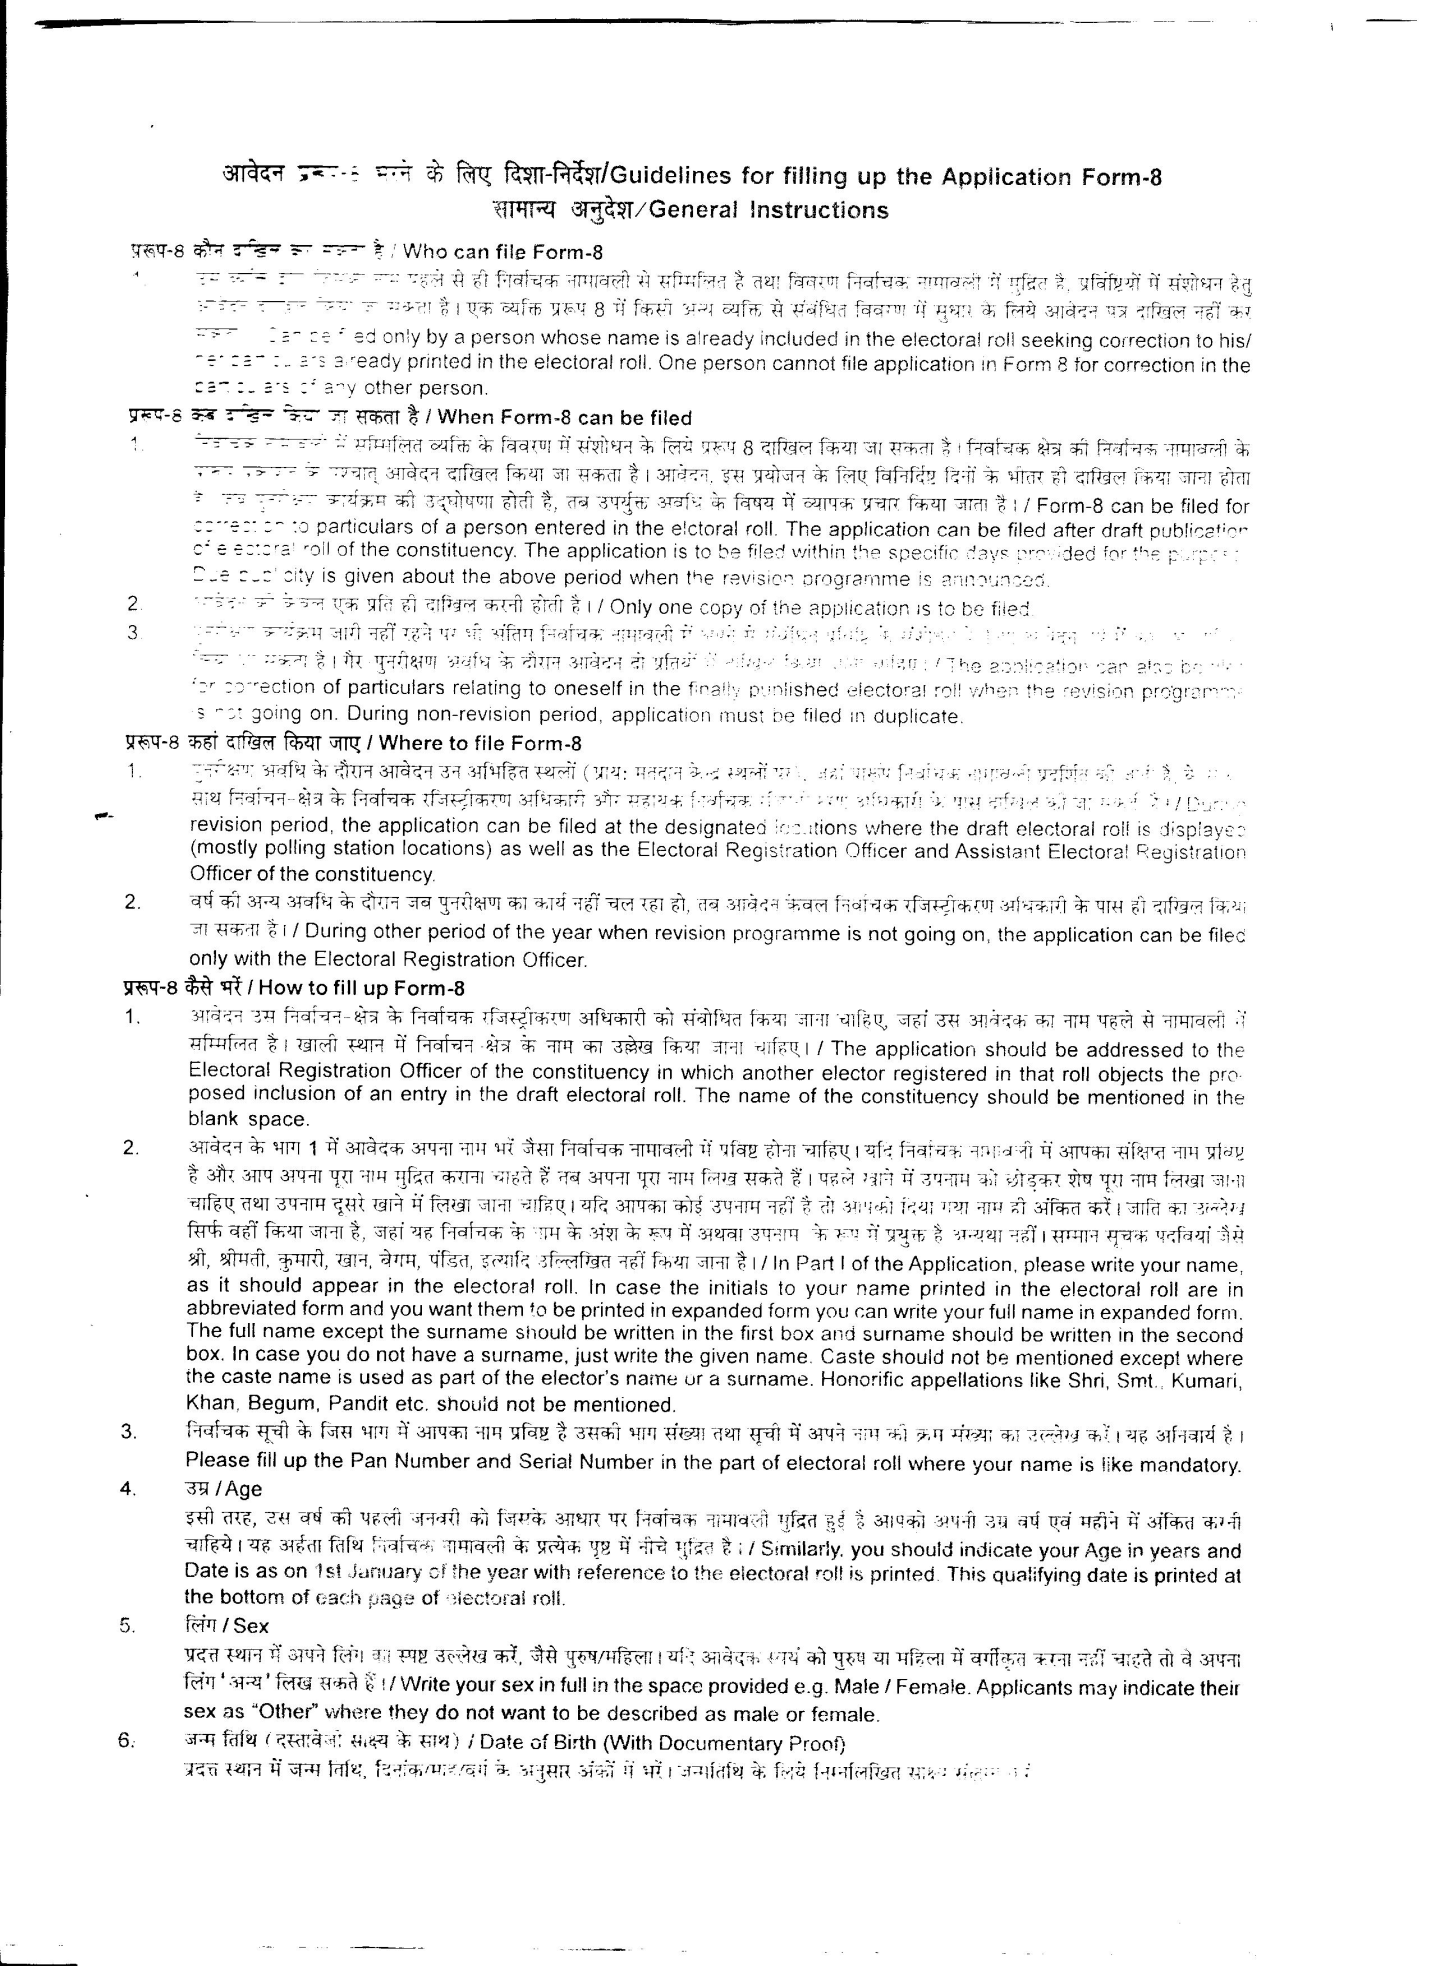 आवेदन के लिए दिशा-निर्देश/Guidelines for filling up the Application Form-8
सामान्य अनुदेश/General Instructions
प्ररूप-8 कौन है / Who can file Form-8
1. पहले से ही निर्वाचक नामावली से सम्मिलित है तथा विवरण निर्वाचक नामावली में मुद्रित है, प्रविष्टियों में संशोधन हेतु
है। एक व्यक्ति प्ररूप 8 में किसी अन्य व्यक्ति से संबंधित विवरण में सुधार के लिये आवेदन पत्र दाखिल नहीं कर
only by a person whose name is already included in the electoral roll seeking correction to his/
already printed in the electoral roll. One person cannot file application in Form 8 for correction in the
of any other person.
प्ररूप-8 कब जा सकता है / When Form-8 can be filed
1. में सम्मिलित व्यक्ति के विवरण में संशोधन के लिये प्ररूप 8 दाखिल किया जा सकता है। निर्वाचक क्षेत्र की निर्वाचक नामावली के
के पश्चात् आवेदन दाखिल किया जा सकता है। आवेदन, इस प्रयोजन के लिए विनिर्दिष्ट दिनों के भीतर ही दाखिल किया जाना होता
कार्यक्रम की उद्घोषणा होती है, तब उपर्युक्त अवधि के विषय में व्यापक प्रचार किया जाता है। / Form-8 can be filed for
correction to particulars of a person entered in the elctoral roll. The application can be filed after draft publication
of electoral roll of the constituency. The application is to be filed within the specific days provided for the purpose.
Due publicity is given about the above period when the revision programme is announced.
2. एक प्रति ही दाखिल करनी होती है। / Only one copy of the application is to be filed.
3. कार्यक्रम जारी नहीं रहने पर भी अंतिम निर्वाचक नामावली में
सकता है। गैर-पुनरीक्षण अवधि के दौरान आवेदन दो प्रतियों / The application can also be
for correction of particulars relating to oneself in the finally published electoral roll when the revision programme
is not going on. During non-revision period, application must be filed in duplicate.
प्ररूप-8 कहां दाखिल किया जाए / Where to file Form-8
1. पुनरीक्षण अवधि के दौरान आवेदन उन अभिहित स्थलों (प्राय: मतदान केन्द्र स्थलों पर
साथ निर्वाचन-क्षेत्र के निर्वाचक रजिस्ट्रीकरण अधिकारी और सहायक निर्वाचक अधिकारी के पास / During
revision period, the application can be filed at the designated locations where the draft electoral roll is displayed
(mostly polling station locations) as well as the Electoral Registration Officer and Assistant Electoral Registration
Officer of the constituency.
2. वर्ष की अन्य अवधि के दौरान जब पुनरीक्षण का कार्य नहीं चल रहा हो, तब आवेदन केवल निर्वाचक रजिस्ट्रीकरण अधिकारी के पास ही दाखिल किया
जा सकता है। / During other period of the year when revision programme is not going on, the application can be filed
only with the Electoral Registration Officer.
प्ररूप-8 कैसे भरें / How to fill up Form-8
1. आवेदन उस निर्वाचन-क्षेत्र के निर्वाचक रजिस्ट्रीकरण अधिकारी को संबोधित किया जाना चाहिए, जहां उस आवेदक का नाम पहले से नामावली में
सम्मिलित है। खाली स्थान में निर्वाचन-क्षेत्र के नाम का उल्लेख किया जाना चाहिए। / The application should be addressed to the
Electoral Registration Officer of the constituency in which another elector registered in that roll objects the pro-
posed inclusion of an entry in the draft electoral roll. The name of the constituency should be mentioned in the
blank space.
2. आवेदन के भाग 1 में आवेदक अपना नाम भरें जैसा निर्वाचक नामावली में प्रविष्ट होना चाहिए। यदि निर्वाचक नामावली में आपका संक्षिप्त नाम प्रविष्ट
है और आप अपना पूरा नाम मुद्रित कराना चाहते हैं तब अपना पूरा नाम लिख सकते हैं। पहले खाने में उपनाम को छोड़कर शेष पूरा नाम लिखा जाना
चाहिए तथा उपनाम दूसरे खाने में लिखा जाना चाहिए। यदि आपका कोई उपनाम नहीं है तो आपको दिया गया नाम ही अंकित करें। जाति का उल्लेख
सिर्फ वहीं किया जाना है, जहां यह निर्वाचक के नाम के अंश के रूप में अथवा उपनाम के रूप में प्रयुक्त है अन्यथा नहीं। सम्मान सूचक पदवियां जैसे
श्री, श्रीमती, कुमारी, खान, बेगम, पंडित, इत्यादि उल्लिखित नहीं किया जाना है। / In Part I of the Application, please write your name,
as it should appear in the electoral roll. In case the initials to your name printed in the electoral roll are in
abbreviated form and you want them to be printed in expanded form you can write your full name in expanded form.
The full name except the surname should be written in the first box and surname should be written in the second
box. In case you do not have a surname, just write the given name. Caste should not be mentioned except where
the caste name is used as part of the elector's name or a surname. Honorific appellations like Shri, Smt., Kumari,
Khan, Begum, Pandit etc. should not be mentioned.
3. निर्वाचक सूची के जिस भाग में आपका नाम प्रविष्ट है उसकी भाग संख्या तथा सूची में अपने नाम की क्रम संख्या का उल्लेख करें। यह अनिवार्य है।
Please fill up the Pan Number and Serial Number in the part of electoral roll where your name is like mandatory.
4. उम्र / Age
इसी तरह, उस वर्ष की पहली जनवरी को जिसके आधार पर निर्वाचक नामावली मुद्रित हुई है आपको अपनी उम्र वर्ष एवं महीने में अंकित करनी
चाहिये। यह अर्हता तिथि निर्वाचक नामावली के प्रत्येक पृष्ट में नीचे मुद्रित है। / Similarly, you should indicate your Age in years and
Date is as on 1st January of the year with reference to the electoral roll is printed. This qualifying date is printed at
the bottom of each page of electoral roll.
5. लिंग / Sex
प्रदत्त स्थान में अपने लिंग का स्पष्ट उल्लेख करें, जैसे पुरुष/महिला। यदि आवेदक स्वयं को पुरुष या महिला में वर्गीकृत करना नहीं चाहते तो वे अपना
लिंग 'अन्य' लिख सकते हैं। / Write your sex in full in the space provided e.g. Male / Female. Applicants may indicate their
sex as "Other" where they do not want to be described as male or female.
6. जन्म तिथि (दस्तावेजी साक्ष्य के साथ) / Date of Birth (With Documentary Proof)
प्रदत्त स्थान में जन्म तिथि, दिनांक/माह/वर्ष के अनुसार अंकों में भरें। जन्मतिथि के लिये निम्नलिखित साक्ष्य